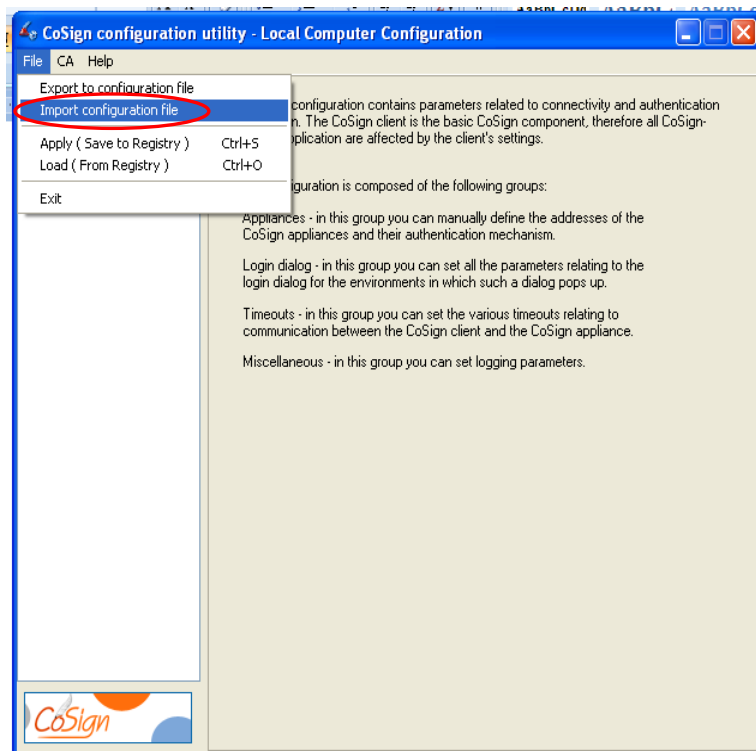 CoSign configuration utility - Local Computer Configuration
File CA Help
Export to configuration file
Import configuration file
Apply ( Save to Registry ) Ctrl+S
Load ( From Registry ) Ctrl+O
Exit
configuration contains parameters related to connectivity and authentication
The CoSign client is the basic CoSign component, therefore all CoSign-
application are affected by the client's settings.
is composed of the following groups:
Appliances - in this group you can manually define the addresses of the
CoSign appliances and their authentication mechanism.
Login dialog - in this group you can set all the parameters relating to the
login dialog for the environments in which such a dialog pops up.
Timeouts - in this group you can set the various timeouts relating to
communication between the CoSign client and the CoSign appliance.
Miscellaneous - in this group you can set logging parameters.
CoSign